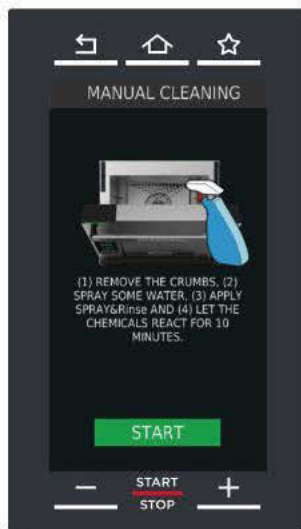 MANUAL CLEANING
(1) REMOVE THE CRUMBS, (2)
SPRAY SOME WATER, (3) APPLY
SPRAY&Rinse AND (4) LET THE
CHEMICALS REACT FOR 10
MINUTES.
START
START
STOP